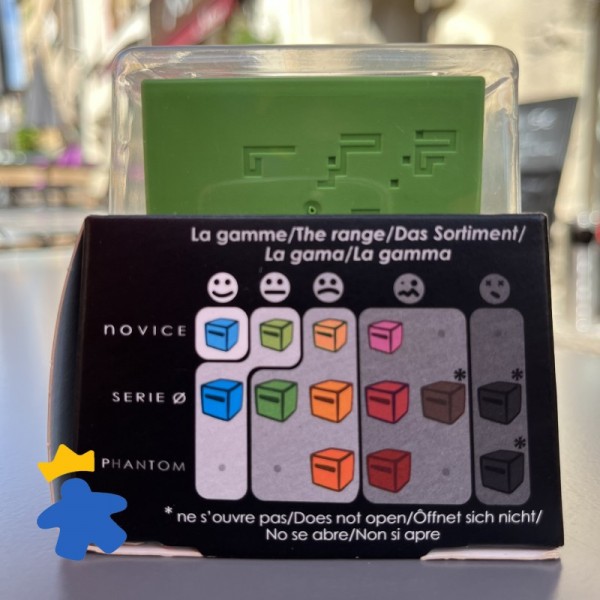 La gamme/The range/Das Sortiment/
La gama/La gamma
NOVICE
SERIE Ø
*
*
PHANTOM
*
* ne s'ouvre pas/Does not open/Öffnet sich nicht/
No se abre/Non si apre